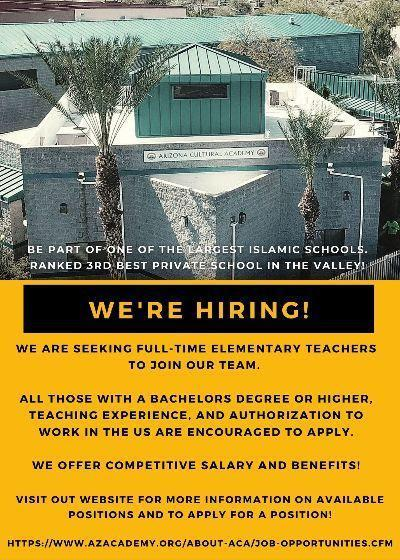 ARIZONA CULTURAL ACADEMY
BE PART OF ONE OF THE LARGEST ISLAMIC SCHOOLS.
RANKED 3RD BEST PRIVATE SCHOOL IN THE VALLEY!
WE'RE HIRING!
WE ARE SEEKING FULL-TIME ELEMENTARY TEACHERS
TO JOIN OUR TEAM.
ALL THOSE WITH A BACHELORS DEGREE OR HIGHER,
TEACHING EXPERIENCE, AND AUTHORIZATION TO
WORK IN THE US ARE ENCOURAGED TO APPLY.
WE OFFER COMPETITIVE SALARY AND BENEFITS!
VISIT OUT WEBSITE FOR MORE INFORMATION ON AVAILABLE
POSITIONS AND TO APPLY FOR A POSITION!
HTTPS://WWW.AZACADEMY.ORG/ABOUT-ACA/JOB-OPPORTUNITIES.CFM